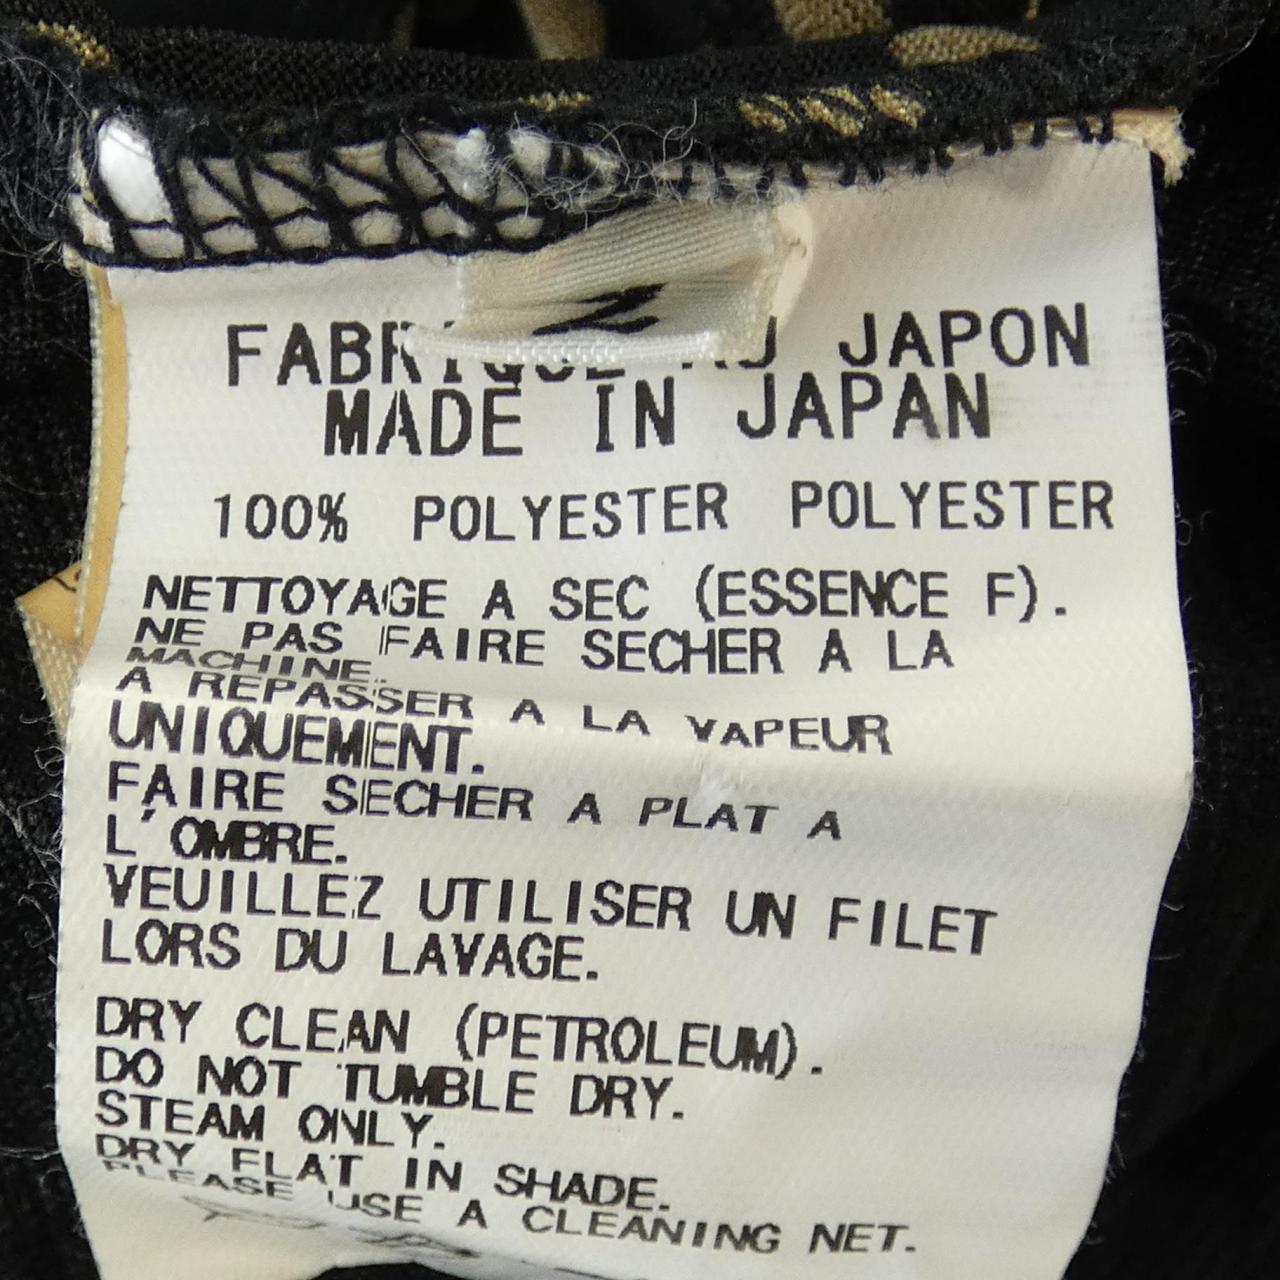 M
FABRIQUE AU JAPON
MADE IN JAPAN
100% POLYESTER POLYESTER
NETTOYAGE A SEC (ESSENCE F).
NE PAS FAIRE SECHER A LA
MACHINE.
A REPASSER A LA VAPEUR
UNIQUEMENT.
FAIRE SECHER A PLAT A
L'OMBRE.
VEUILLEZ UTILISER UN FILET
LORS DU LAVAGE.
DRY CLEAN (PETROLEUM).
DO NOT TUMBLE DRY.
STEAM ONLY.
DRY FLAT IN SHADE.
PLEASE USE A CLEANING NET.